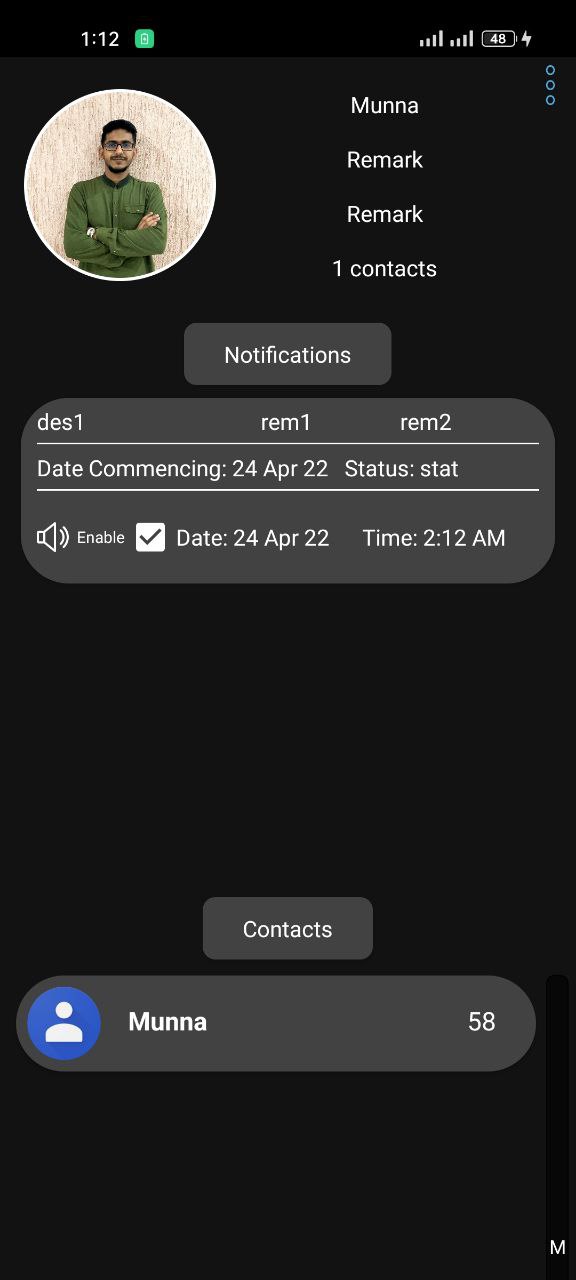 1:12 48
Munna
Remark
Remark
1 contacts
Notifications
des1 rem1 rem2
Date Commencing: 24 Apr 22 Status: stat
Enable Date: 24 Apr 22 Time: 2:12 AM
Contacts
Munna 58
M